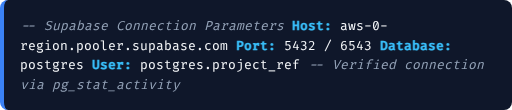 -- Supabase Connection Parameters Host: aws-0-
region.pooler.supabase.com Port: 5432 / 6543 Database:
postgres User: postgres.project_ref -- Verified connection
via pg_stat_activity